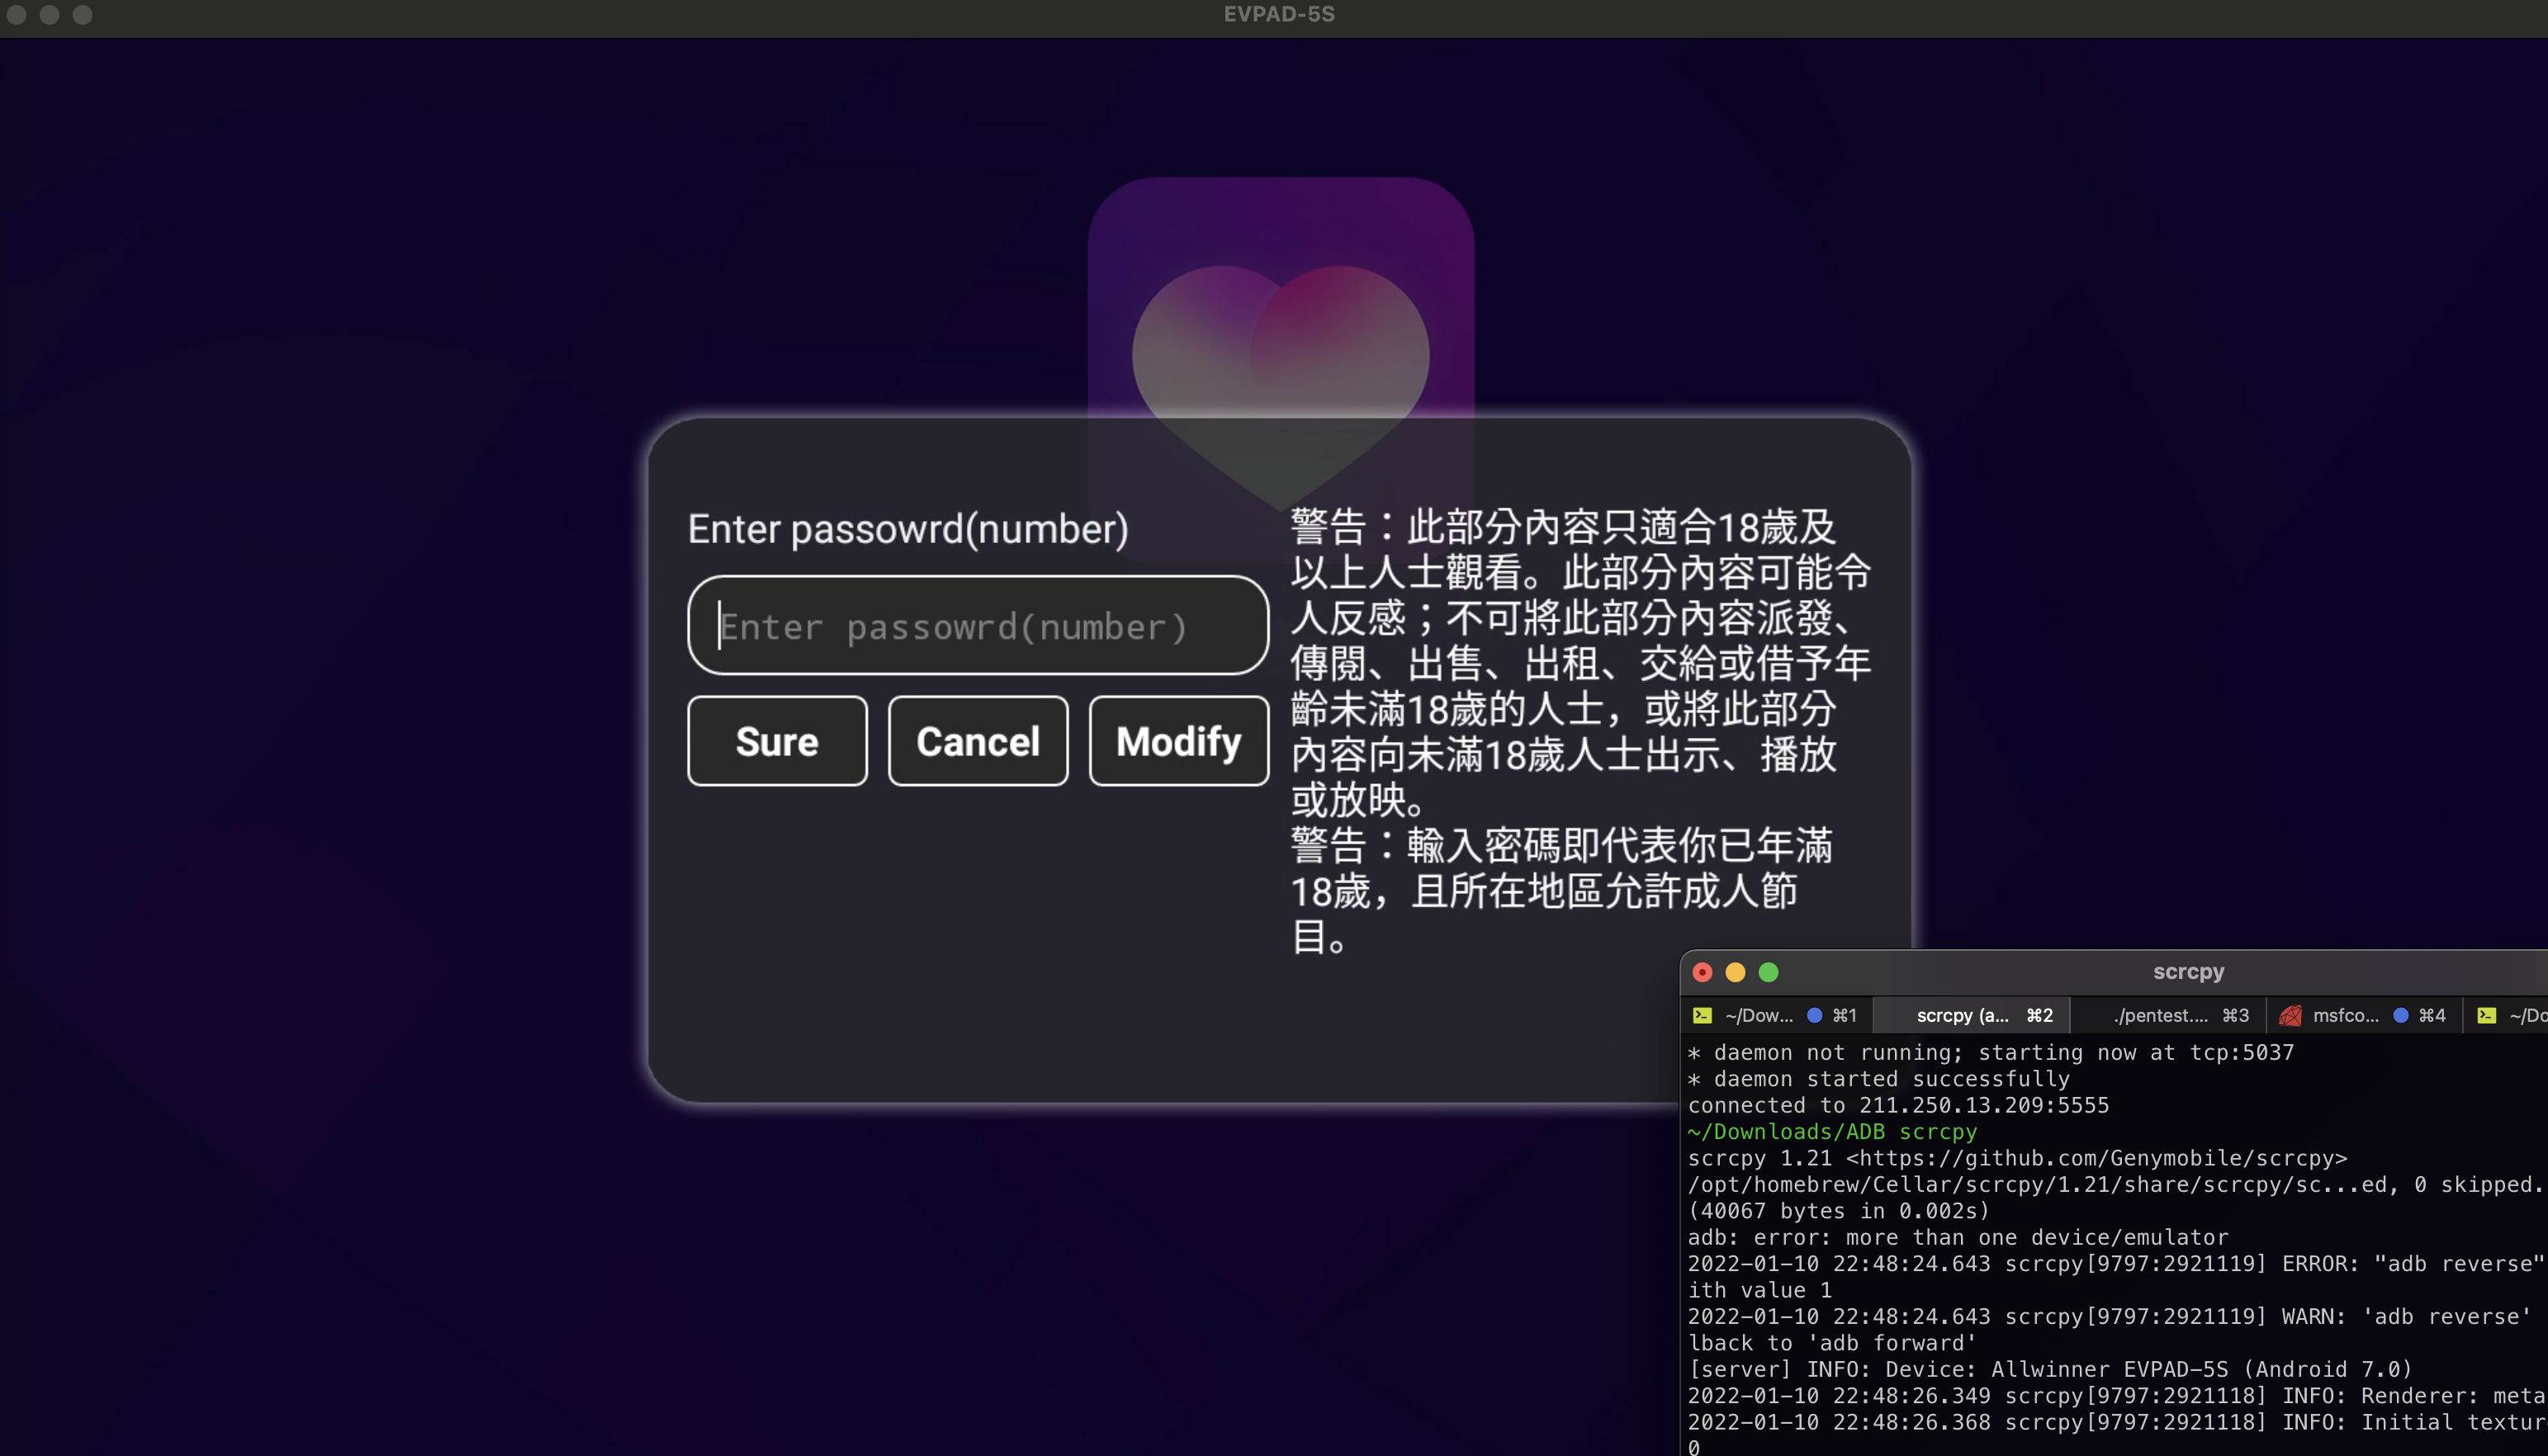 EVPAD-5S
Enter passowrd(number)
Enter passowrd(number)
Sure Cancel Modify
警告：此部分內容只適合18歲及
以上人士觀看。此部分內容可能令
人反感；不可將此部分內容派發、
傳閱、出售、出租、交給或借予年
齡未滿18歲的人士，或將此部分
內容向未滿18歲人士出示、播放
或放映。
警告：輸入密碼即代表你已年滿
18歲，且所在地區允許成人節
目。
scrcpy
~/Dow... ⌘1 scrcpy (a... ⌘2 ./pentest.... ⌘3 msfco... ⌘4 ~/Do
* daemon not running; starting now at tcp:5037
* daemon started successfully
connected to 211.250.13.209:5555
~/Downloads/ADB scrcpy
scrcpy 1.21 <https://github.com/Genymobile/scrcpy>
/opt/homebrew/Cellar/scrcpy/1.21/share/scrcpy/sc...ed, 0 skipped.
(40067 bytes in 0.002s)
adb: error: more than one device/emulator
2022-01-10 22:48:24.643 scrcpy[9797:2921119] ERROR: "adb reverse"
ith value 1
2022-01-10 22:48:24.643 scrcpy[9797:2921119] WARN: 'adb reverse'
lback to 'adb forward'
[server] INFO: Device: Allwinner EVPAD-5S (Android 7.0)
2022-01-10 22:48:26.349 scrcpy[9797:2921118] INFO: Renderer: meta
2022-01-10 22:48:26.368 scrcpy[9797:2921118] INFO: Initial textur
0